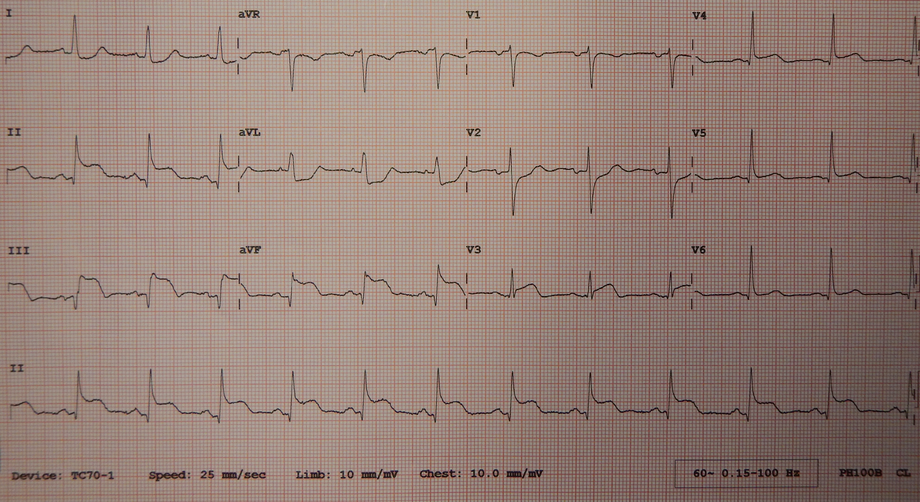 I aVR V1 V4
II aVL V2 V5
III aVF V3 V6
II
Device: TC70-1 Speed: 25 mm/sec Limb: 10 mm/mV Chest: 10.0 mm/mV 60~ 0.15-100 Hz PH100B CL